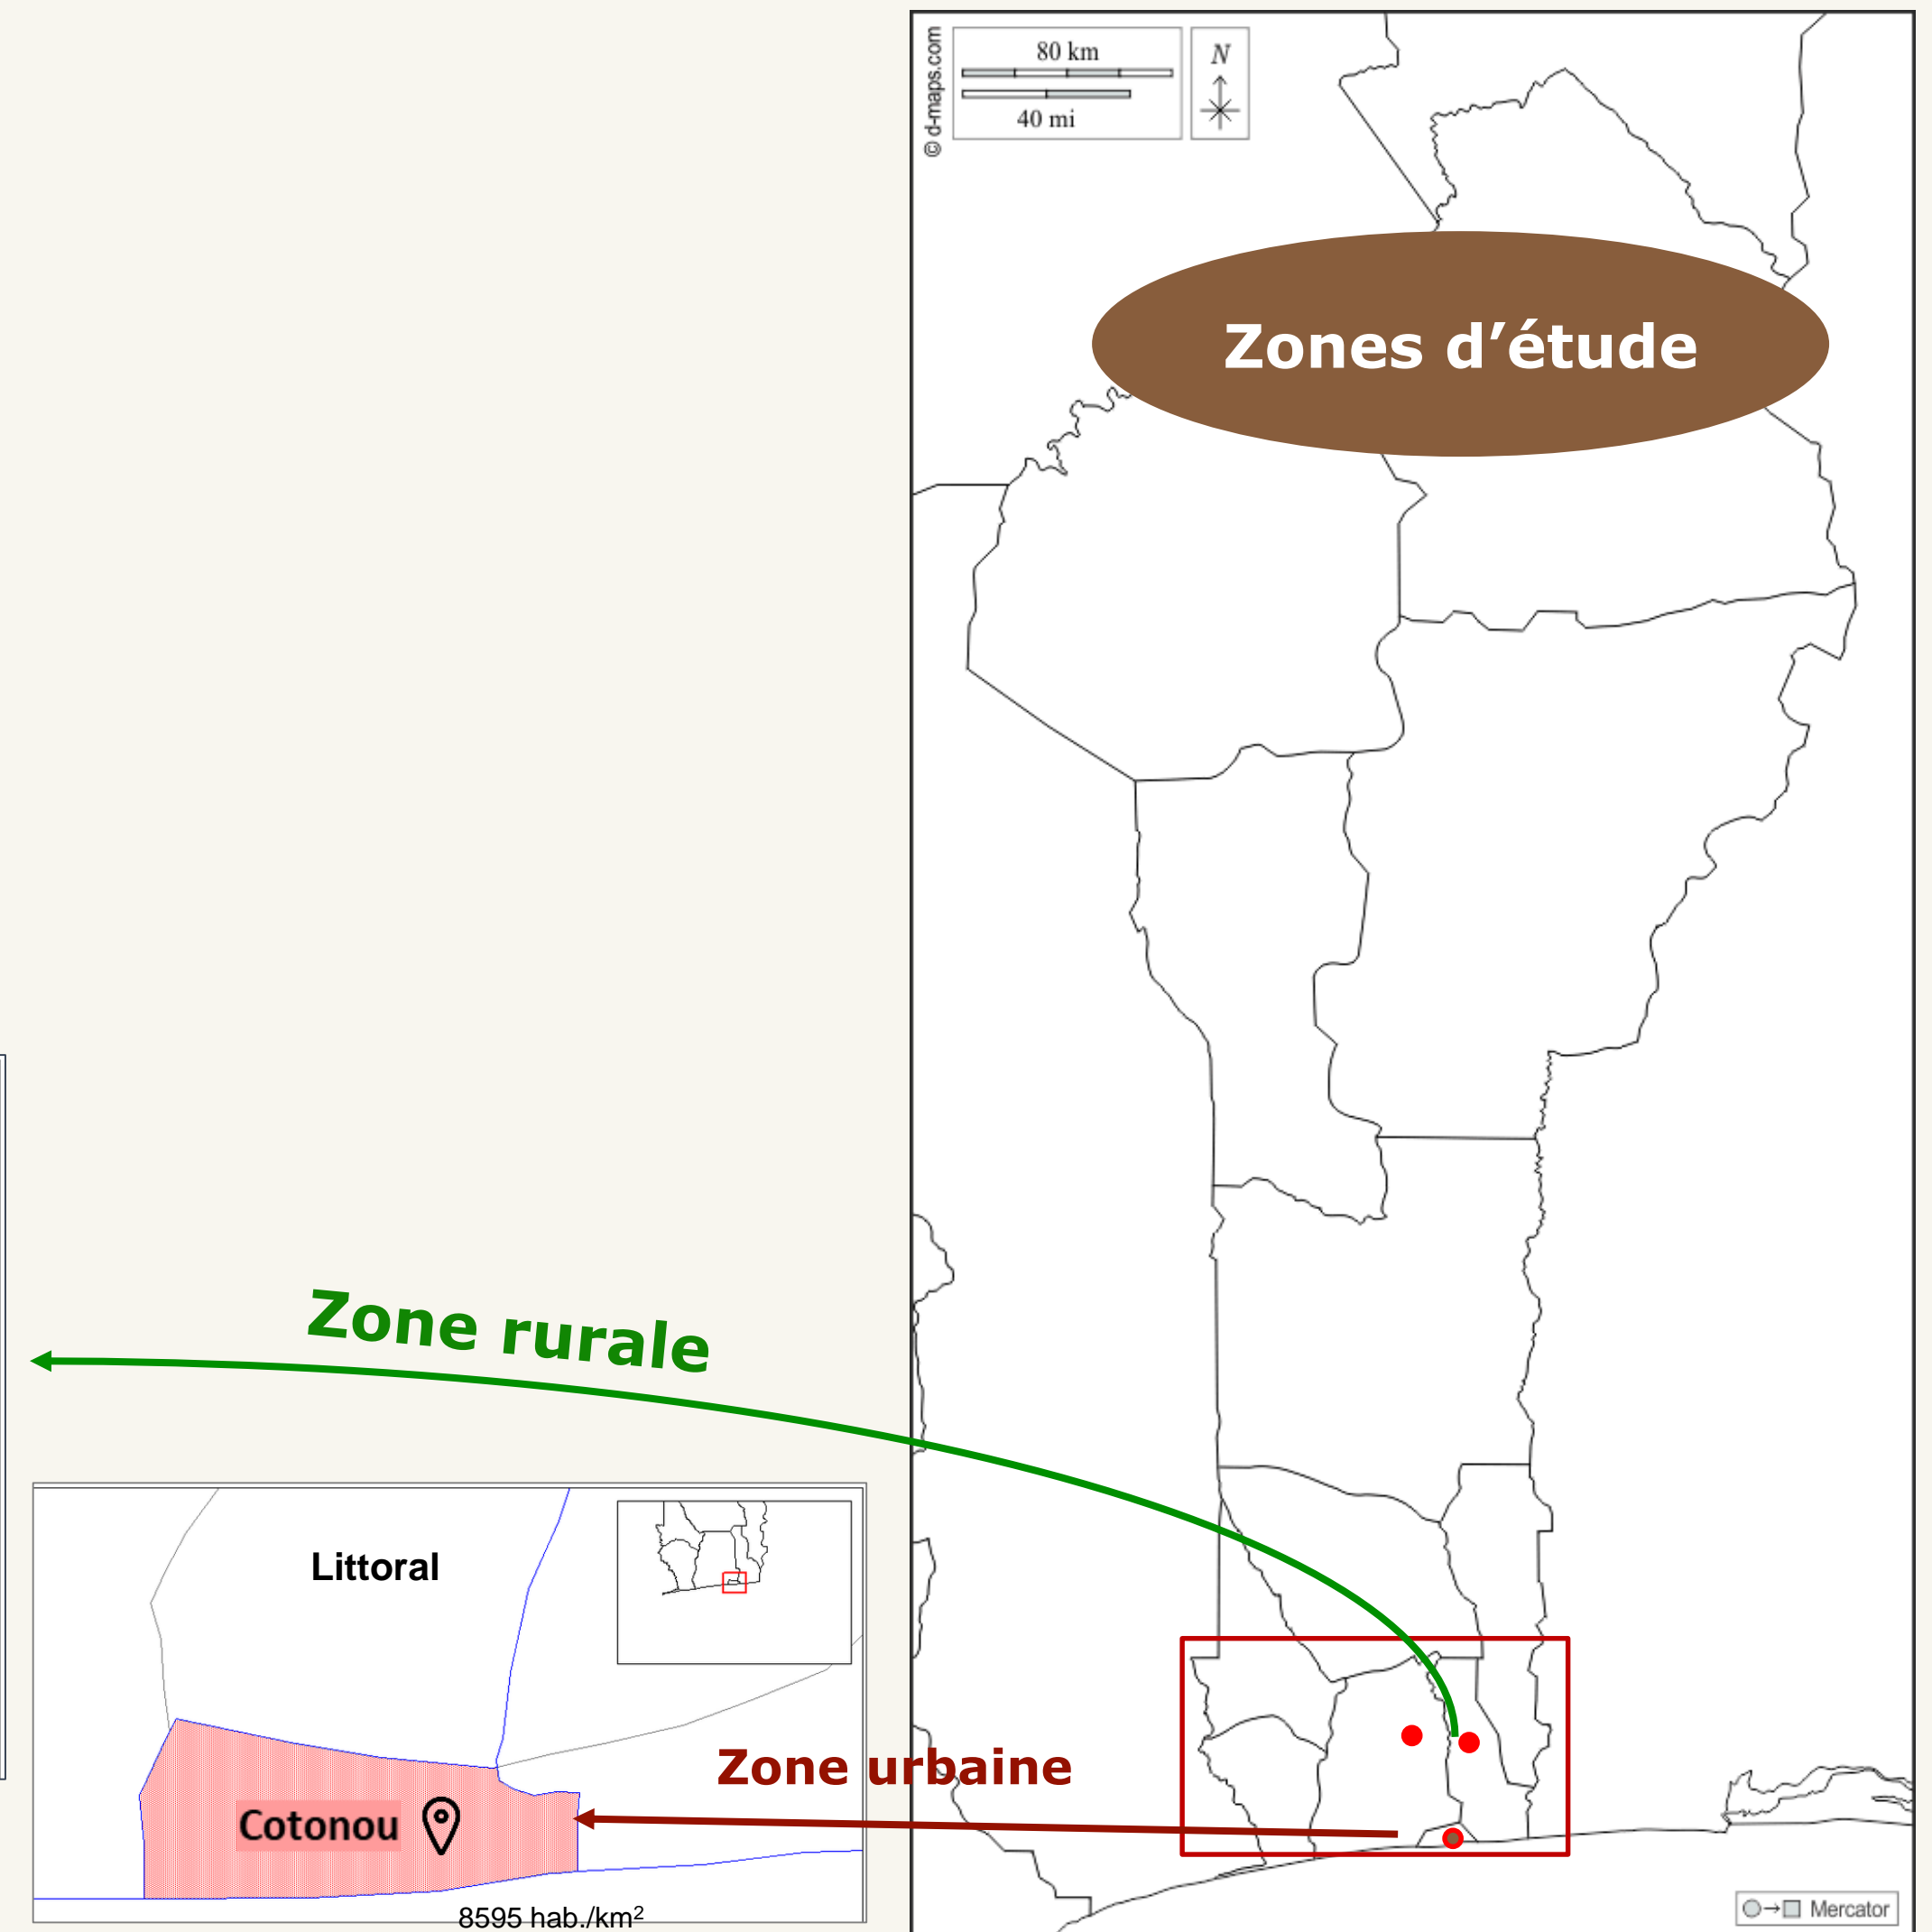 © d-maps.com
80 km
40 mi
N
Zones d’étude
Zone rurale
Littoral
Zone urbaine
Cotonou
8595 hab./km²
Mercator